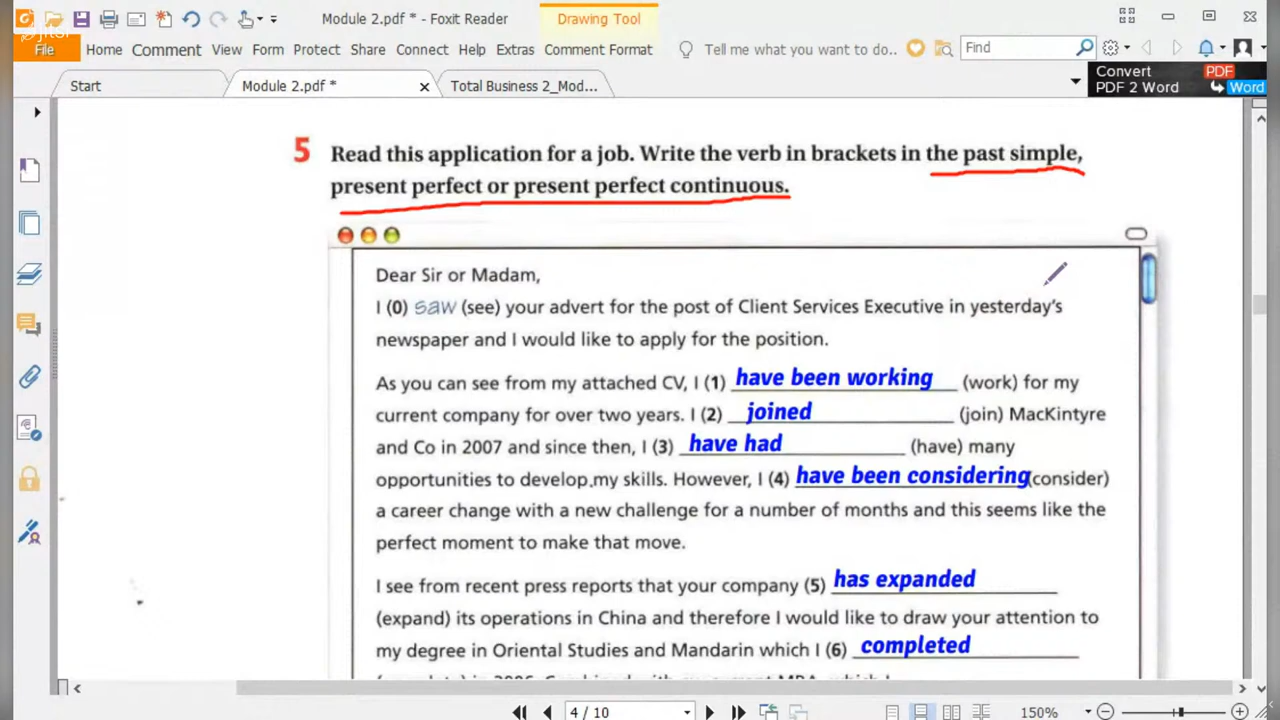 Module 2.pdf * - Foxit Reader
Drawing Tool
File Home Comment View Form Protect Share Connect Help Extras Comment Format Tell me what you want to do.. Find
Start Module 2.pdf * Total Business 2_Mod...
Convert PDF
PDF 2 Word Word
5 Read this application for a job. Write the verb in brackets in the past simple,
present perfect or present perfect continuous.
Dear Sir or Madam,
I (0) saw (see) your advert for the post of Client Services Executive in yesterday's
newspaper and I would like to apply for the position.
As you can see from my attached CV, I (1) have been working (work) for my
current company for over two years. I (2) joined (join) MacKintyre
and Co in 2007 and since then, I (3) have had (have) many
opportunities to develop my skills. However, I (4) have been considering (consider)
a career change with a new challenge for a number of months and this seems like the
perfect moment to make that move.
I see from recent press reports that your company (5) has expanded
(expand) its operations in China and therefore I would like to draw your attention to
my degree in Oriental Studies and Mandarin which I (6) completed
4 / 10 150%